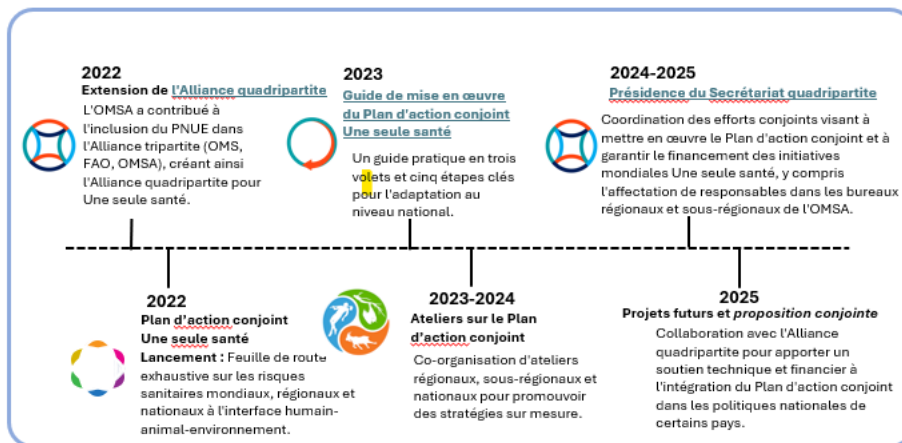 2022
Extension de l'Alliance quadripartite
L'OMSA a contribué à
l'inclusion du PNUE dans
l'Alliance tripartite (OMS,
FAO, OMSA), créant ainsi
l'Alliance quadripartite pour
Une seule santé.
2023
Guide de mise en œuvre
du Plan d'action conjoint
Une seule santé
Un guide pratique en trois
volets et cinq étapes clés
pour l'adaptation au
niveau national.
2024-2025
Présidence du Secrétariat quadripartite
Coordination des efforts conjoints visant à
mettre en œuvre le Plan d'action conjoint et à
garantir le financement des initiatives
mondiales Une seule santé, y compris
l'affectation de responsables dans les bureaux
régionaux et sous-régionaux de l'OMSA.
2022
Plan d'action conjoint
Une seule santé
Lancement : Feuille de route
exhaustive sur les risques
sanitaires mondiaux, régionaux et
nationaux à l'interface humain-
animal-environnement.
2023-2024
Ateliers sur le Plan
d'action conjoint
Co-organisation d'ateliers
régionaux, sous-régionaux et
nationaux pour promouvoir
des stratégies sur mesure.
2025
Projets futurs et proposition conjointe
Collaboration avec l'Alliance
quadripartite pour apporter un
soutien technique et financier à
l'intégration du Plan d'action conjoint
dans les politiques nationales de
certains pays.